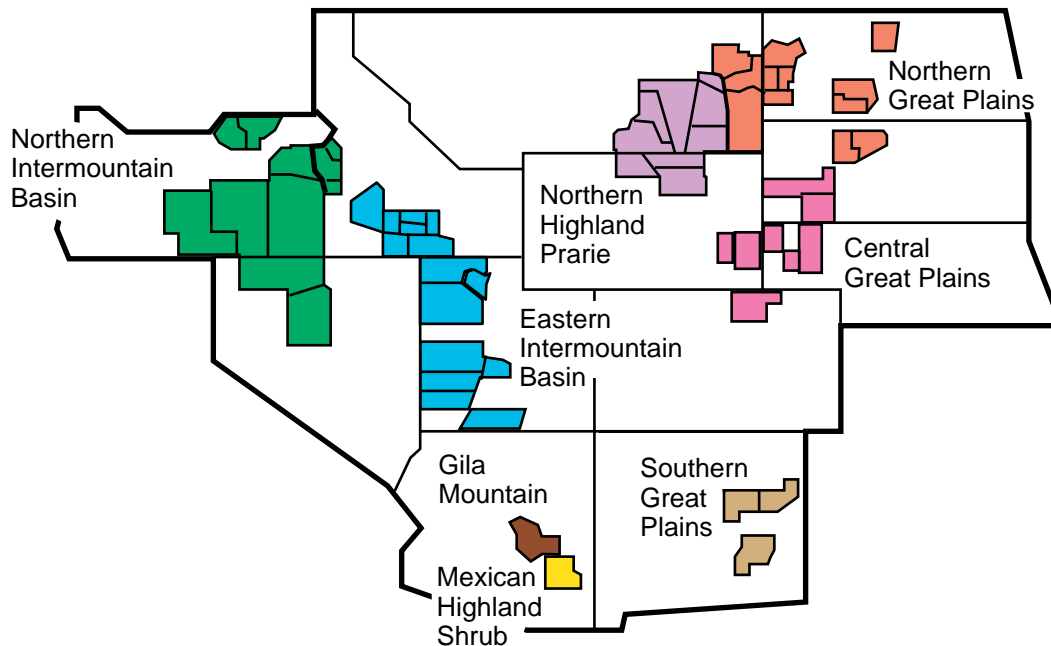 Northern
Great Plains
Northern
Intermountain
Basin
Northern
Highland
Prarie
Central
Great Plains
Eastern
Intermountain
Basin
Gila
Mountain
Southern
Great
Plains
Mexican
Highland
Shrub